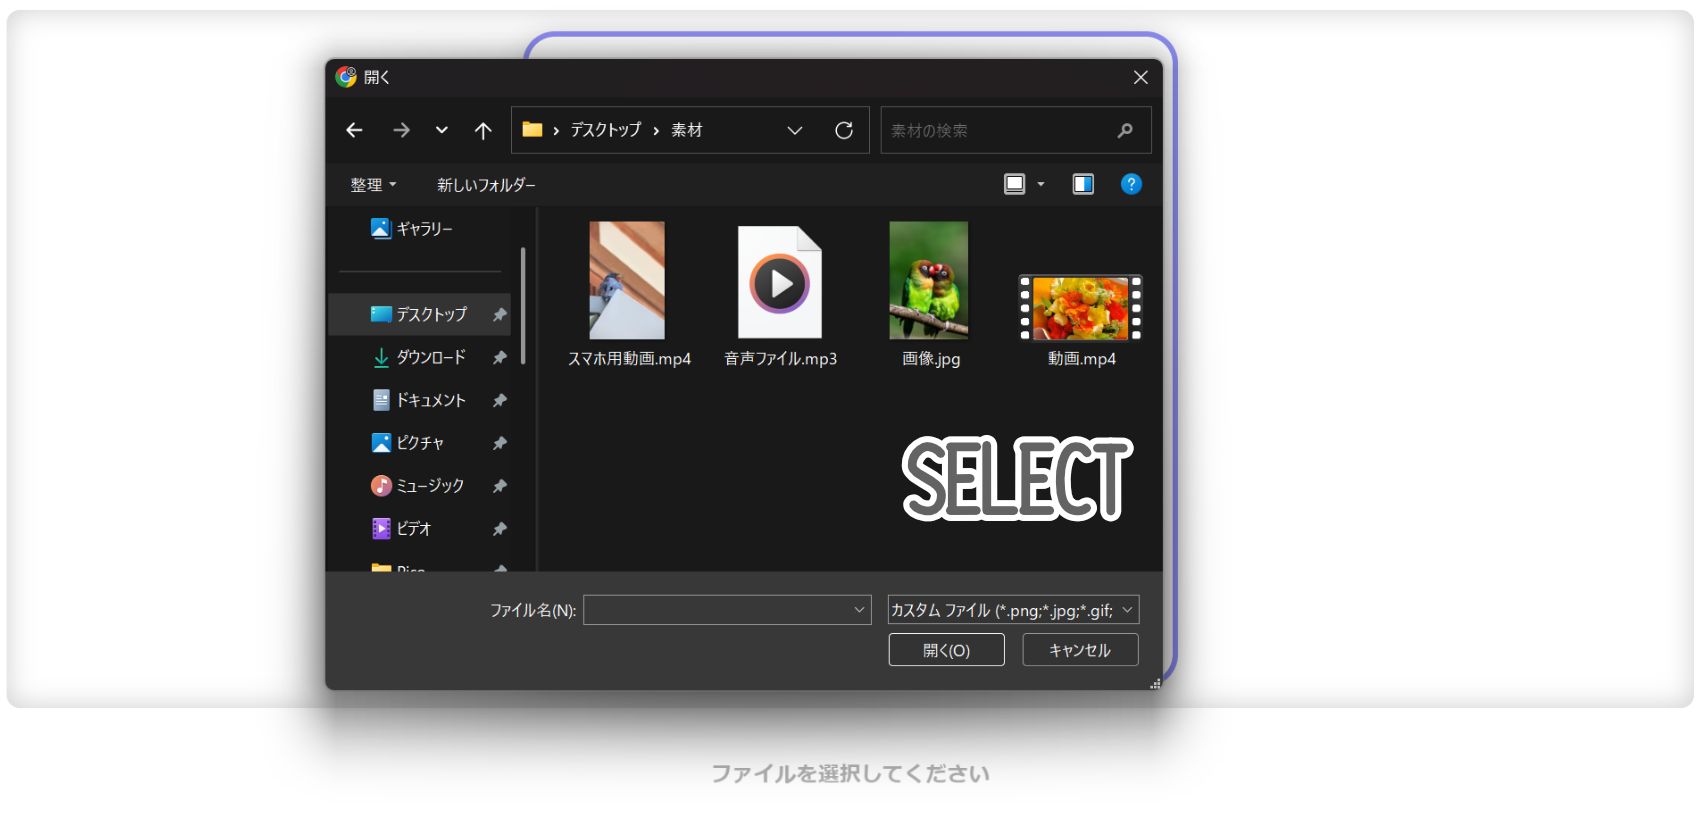 開く
デスクトップ › 素材
素材の検索
整理
新しいフォルダー
ギャラリー
デスクトップ
ダウンロード
ドキュメント
ピクチャ
ミュージック
ビデオ
スマホ用動画.mp4
音声ファイル.mp3
画像.jpg
動画.mp4
SELECT
ファイル名(N):
カスタム ファイル (*.png;*.jpg;*.gif;
開く(O)
キャンセル
ファイルを選択してください